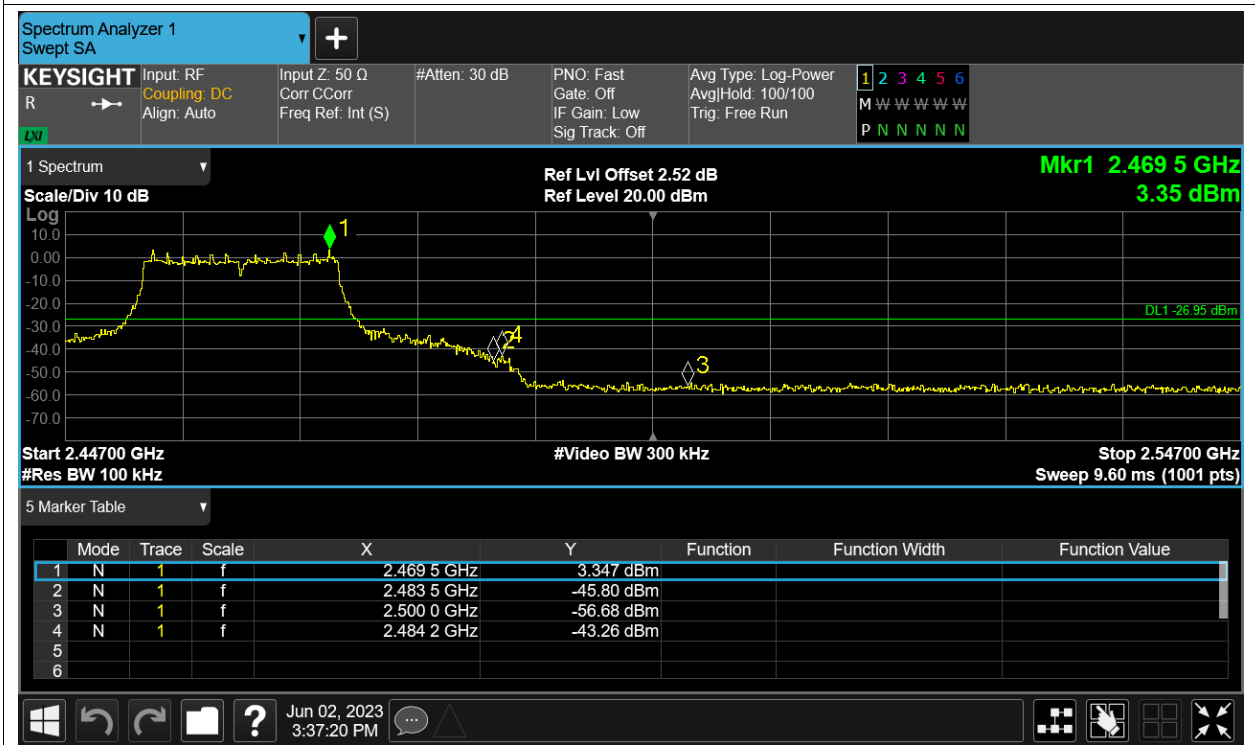 Spectrum Analyzer 1
Swept SA
KEYSIGHT
R
LXI
Input: RF
Coupling: DC
Align: Auto
Input Z: 50 Ω
Corr CCorr
Freq Ref: Int (S)
#Atten: 30 dB
PNO: Fast
Gate: Off
IF Gain: Low
Sig Track: Off
Avg Type: Log-Power
Avg|Hold: 100/100
Trig: Free Run
1 2 3 4 5 6
M W W W W W
P N N N N N
1 Spectrum
Scale/Div 10 dB
Ref Lvl Offset 2.52 dB
Ref Level 20.00 dBm
Mkr1 2.469 5 GHz
3.35 dBm
Log
10.0
0.00
-10.0
-20.0
-30.0
-40.0
-50.0
-60.0
-70.0
1
2
4
3
DL1 -26.95 dBm
Start 2.44700 GHz
#Res BW 100 kHz
#Video BW 300 kHz
Stop 2.54700 GHz
Sweep 9.60 ms (1001 pts)
5 Marker Table
Mode Trace Scale X Y Function Function Width Function Value
1 N 1 f 2.469 5 GHz 3.347 dBm
2 N 1 f 2.483 5 GHz -45.80 dBm
3 N 1 f 2.500 0 GHz -56.68 dBm
4 N 1 f 2.484 2 GHz -43.26 dBm
5
6
?
Jun 02, 2023
3:37:20 PM